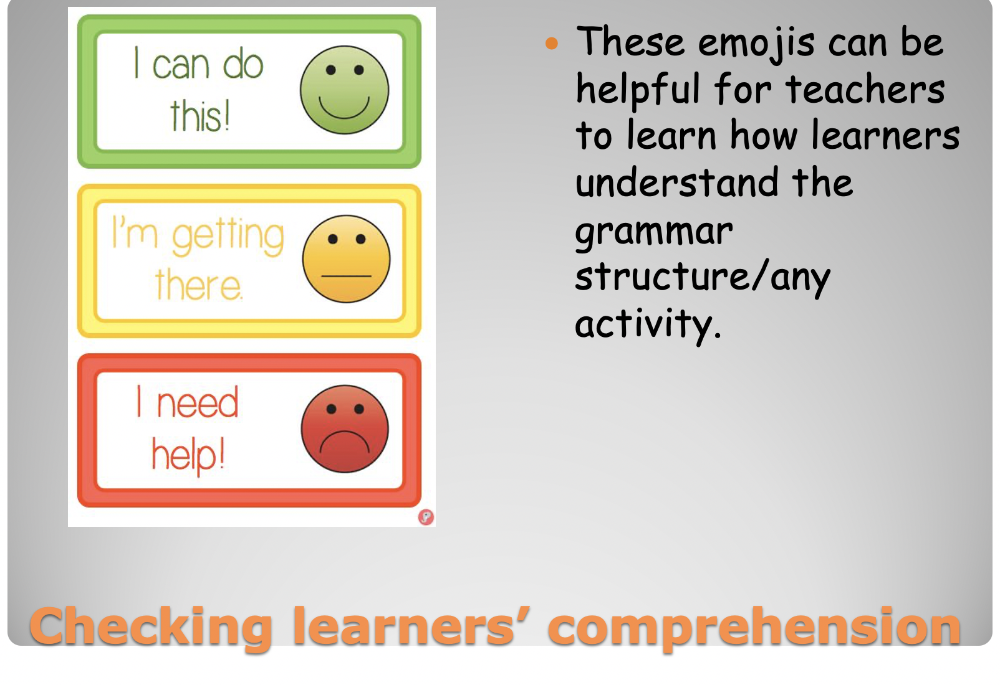 I can do
this!
I'm getting
there.
I need
help!
These emojis can be
helpful for teachers
to learn how learners
understand the
grammar
structure/any
activity.
Checking learners’ comprehension